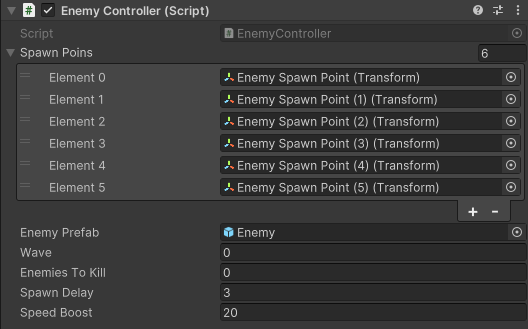 Enemy Controller (Script)
Script EnemyController
Spawn Poins 6
Element 0 Enemy Spawn Point (Transform)
Element 1 Enemy Spawn Point (1) (Transform)
Element 2 Enemy Spawn Point (2) (Transform)
Element 3 Enemy Spawn Point (3) (Transform)
Element 4 Enemy Spawn Point (4) (Transform)
Element 5 Enemy Spawn Point (5) (Transform)
+ -
Enemy Prefab Enemy
Wave 0
Enemies To Kill 0
Spawn Delay 3
Speed Boost 20